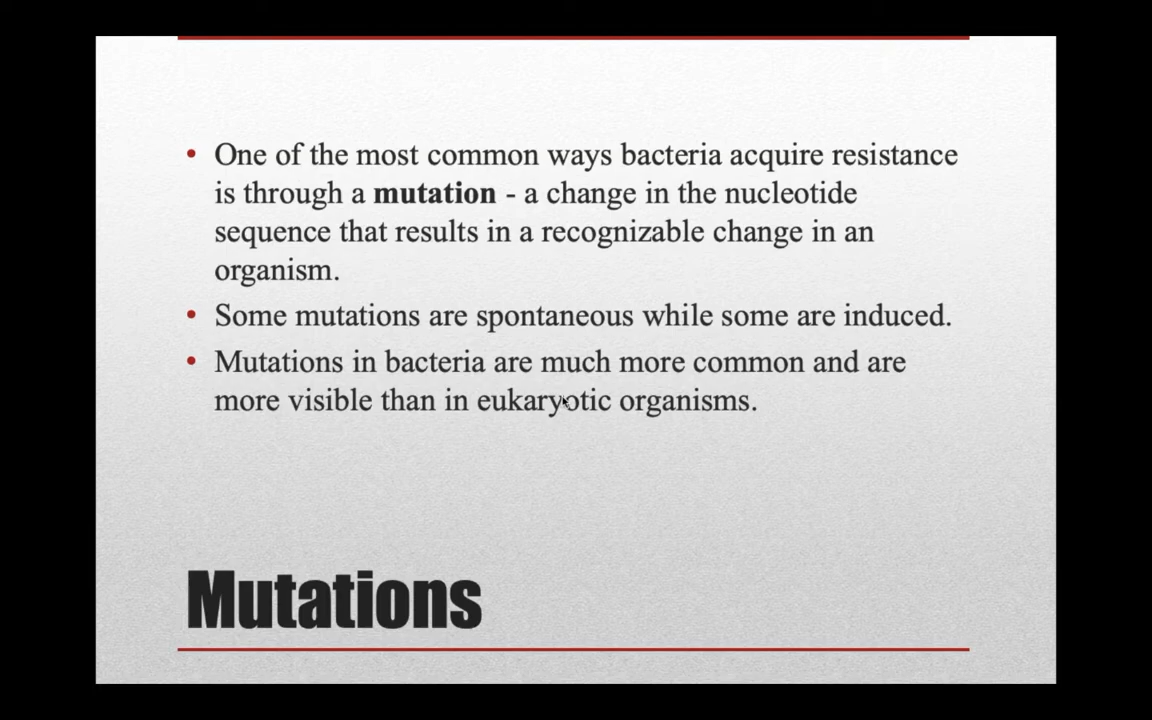 • One of the most common ways bacteria acquire resistance
is through a mutation - a change in the nucleotide
sequence that results in a recognizable change in an
organism.
• Some mutations are spontaneous while some are induced.
• Mutations in bacteria are much more common and are
more visible than in eukaryotic organisms.
Mutations